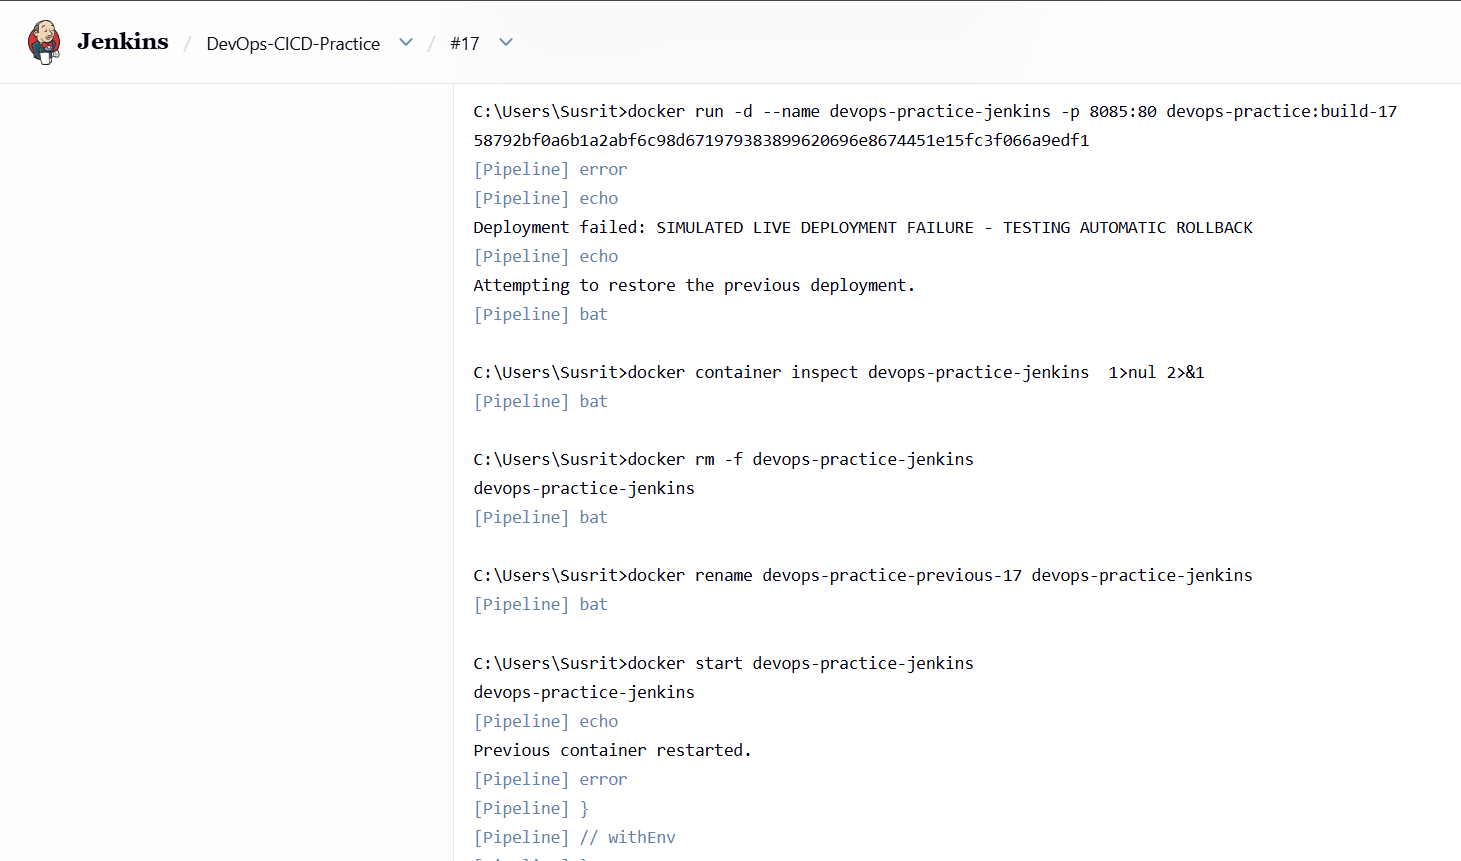 Jenkins / DevOps-CICD-Practice / #17
C:\Users\Susrit>docker run -d --name devops-practice-jenkins -p 8085:80 devops-practice:build-17
58792bf0a6b1a2abf6c98d671979383899620696e8674451e15fc3f066a9edf1
[Pipeline] error
[Pipeline] echo
Deployment failed: SIMULATED LIVE DEPLOYMENT FAILURE - TESTING AUTOMATIC ROLLBACK
[Pipeline] echo
Attempting to restore the previous deployment.
[Pipeline] bat
C:\Users\Susrit>docker container inspect devops-practice-jenkins  1>nul 2>&1
[Pipeline] bat
C:\Users\Susrit>docker rm -f devops-practice-jenkins
devops-practice-jenkins
[Pipeline] bat
C:\Users\Susrit>docker rename devops-practice-previous-17 devops-practice-jenkins
[Pipeline] bat
C:\Users\Susrit>docker start devops-practice-jenkins
devops-practice-jenkins
[Pipeline] echo
Previous container restarted.
[Pipeline] error
[Pipeline] }
[Pipeline] // withEnv